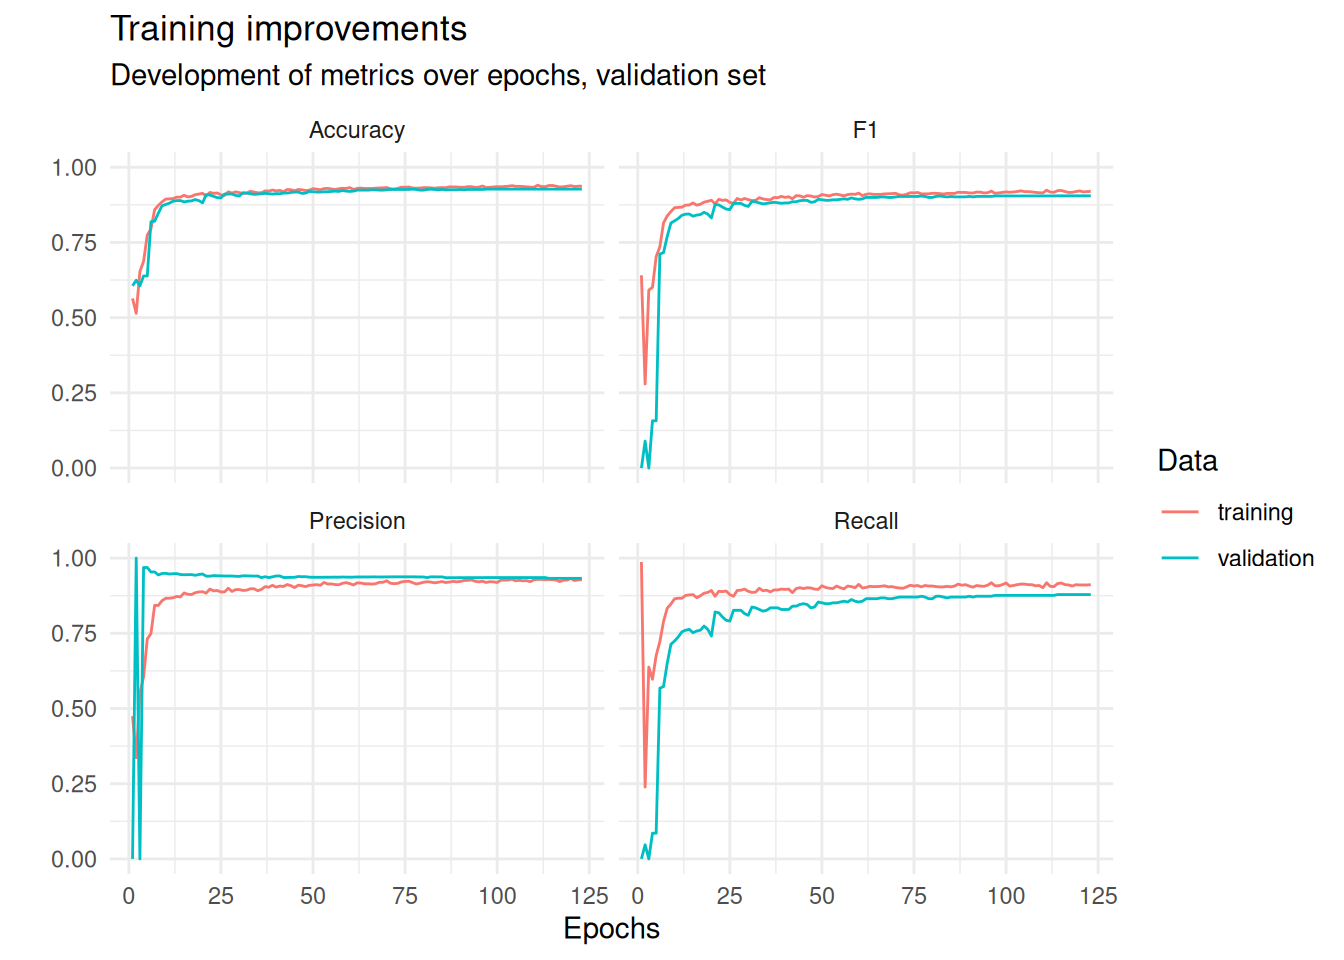 Training improvements
Development of metrics over epochs, validation set
Accuracy
F1
1.00
0.75
0.50
0.25
0.00
Precision
Recall
1.00
0.75
0.50
0.25
0.00
0 25 50 75 100 125
0 25 50 75 100 125
Epochs
Data
training
validation